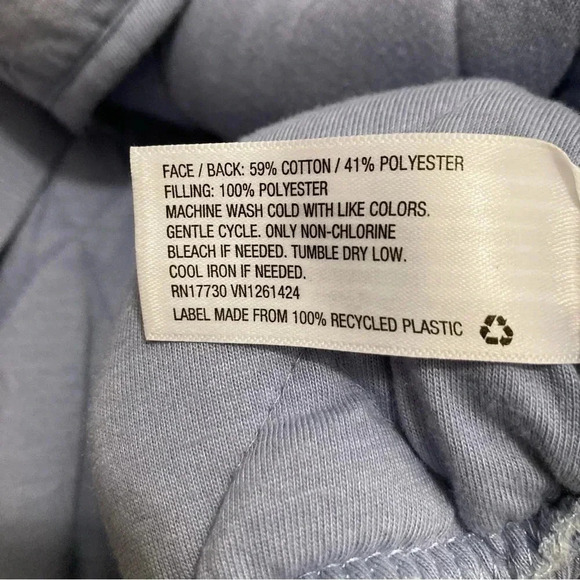 FACE / BACK: 59% COTTON / 41% POLYESTER
FILLING: 100% POLYESTER
MACHINE WASH COLD WITH LIKE COLORS.
GENTLE CYCLE. ONLY NON-CHLORINE
BLEACH IF NEEDED. TUMBLE DRY LOW.
COOL IRON IF NEEDED.
RN17730 VN1261424
LABEL MADE FROM 100% RECYCLED PLASTIC